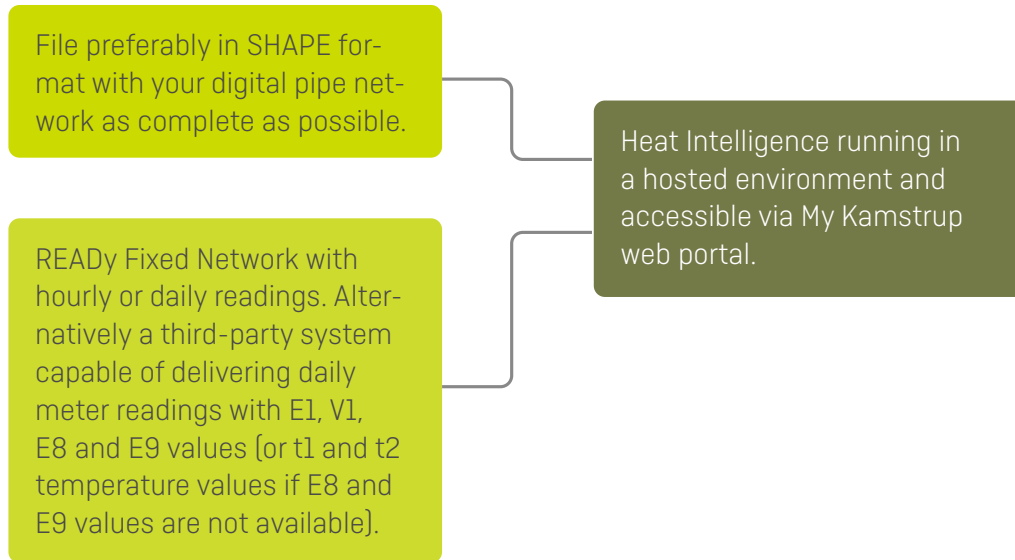 File preferably in SHAPE for-
mat with your digital pipe net-
work as complete as possible.
Heat Intelligence running in
a hosted environment and
accessible via My Kamstrup
web portal.
READy Fixed Network with
hourly or daily readings. Alter-
natively a third-party system
capable of delivering daily
meter readings with E1, V1,
E8 and E9 values (or t1 and t2
temperature values if E8 and
E9 values are not available).